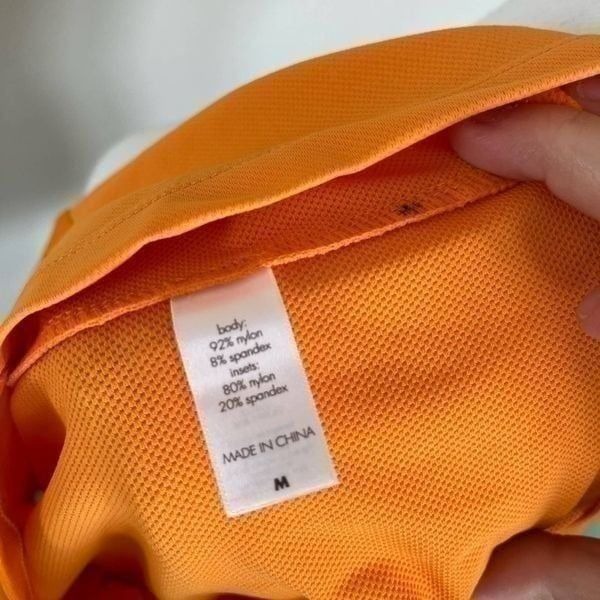 body:
92% nylon
8% spandex
insets:
80% nylon
20% spandex
MADE IN CHINA
M